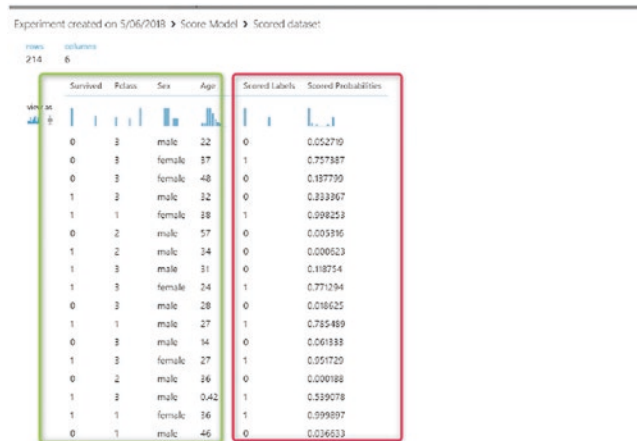 Experiment created on 5/06/2018 > Score Model > Scored dataset
rows columns
214 6
Survived Pclass Sex Age Scored Labels Scored Probabilities
view as
0 3 male 22 0 0.052719
0 3 female 37 1 0.757387
0 3 female 48 0 0.137799
1 3 male 32 0 0.333367
1 1 female 38 1 0.998253
0 2 male 57 0 0.005316
1 2 male 34 0 0.000623
1 3 male 31 0 0.118754
1 3 female 24 1 0.771294
0 3 male 28 0 0.018625
1 1 male 27 1 0.785489
0 3 male 14 0 0.061333
1 3 female 27 1 0.951729
0 2 male 36 0 0.000188
1 3 male 0.42 1 0.539078
1 1 female 36 1 0.999897
0 1 male 46 0 0.036633